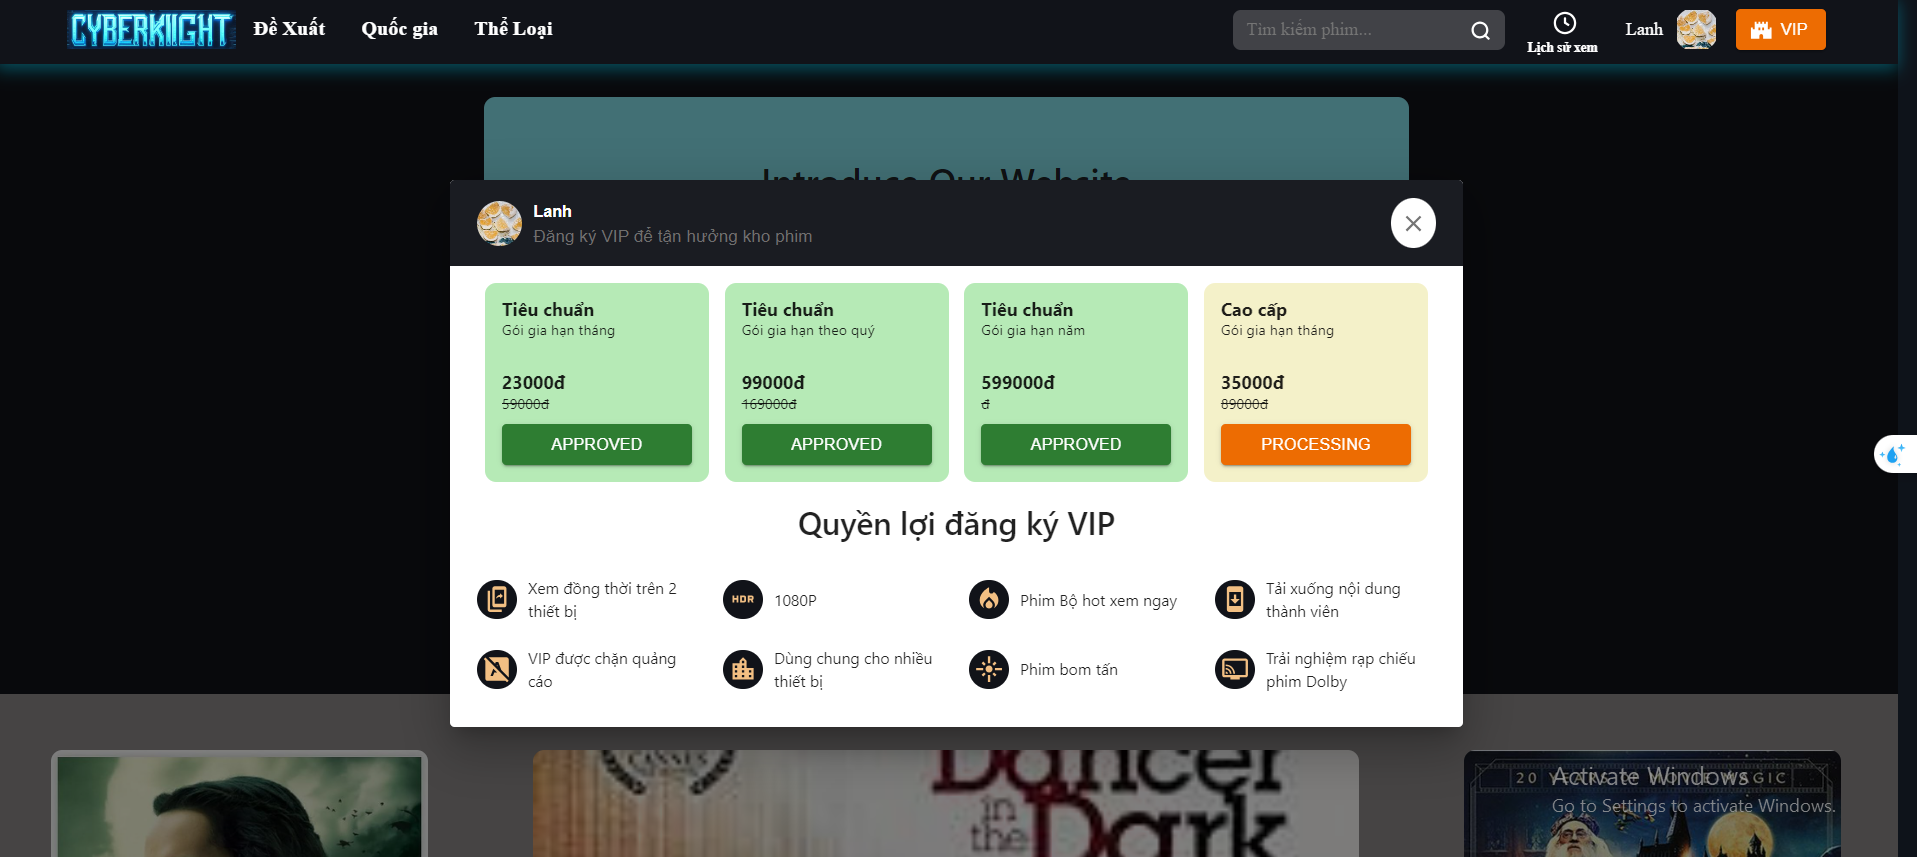 CYBERKIIGHT
Đề Xuất
Quốc gia
Thể Loại
Tìm kiếm phim...
Lịch sử xem
Lanh
VIP
Introduce Our Website
Lanh
Đăng ký VIP để tận hưởng kho phim
Tiêu chuẩn
Gói gia hạn tháng
23000đ
59000đ
APPROVED
Tiêu chuẩn
Gói gia hạn theo quý
99000đ
169000đ
APPROVED
Tiêu chuẩn
Gói gia hạn năm
599000đ
đ
APPROVED
Cao cấp
Gói gia hạn tháng
35000đ
89000đ
PROCESSING
Quyền lợi đăng ký VIP
Xem đồng thời trên 2
thiết bị
HDR
1080P
Phim Bộ hot xem ngay
Tải xuống nội dung
thành viên
VIP được chặn quảng
cáo
Dùng chung cho nhiều
thiết bị
Phim bom tấn
Trải nghiệm rạp chiếu
phim Dolby
CANNES
Dancer
in
the
Dark
20 YEARS OF MOVIE MAGIC
Activate Windows
Go to Settings to activate Windows.